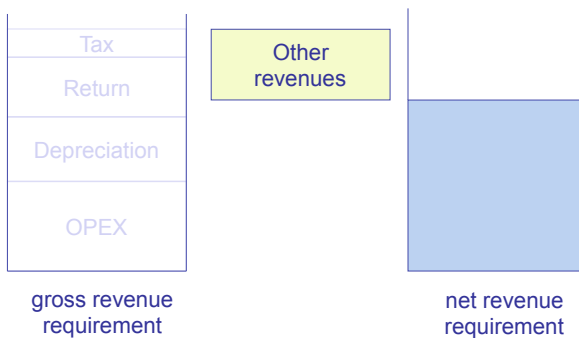 Tax
Return
Depreciation
OPEX
gross revenue
requirement
Other
revenues
net revenue
requirement